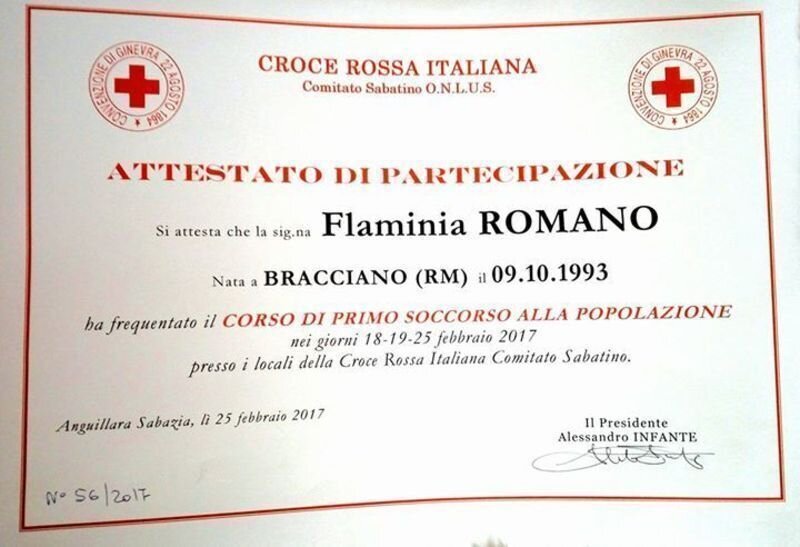 CONVENZIONE DI GINEVRA 22 AGOSTO 1864
CROCE ROSSA ITALIANA
Comitato Sabatino O.N.L.U.S.
CONVENZIONE DI GINEVRA 22 AGOSTO 1864
ATTESTATO DI PARTECIPAZIONE
Si attesta che la sig.na Flaminia ROMANO
Nata a BRACCIANO (RM) il 09.10.1993
ha frequentato il CORSO DI PRIMO SOCCORSO ALLA POPOLAZIONE
nei giorni 18-19-25 febbraio 2017
presso i locali della Croce Rossa Italiana Comitato Sabatino.
Anguillara Sabazia, lì 25 febbraio 2017
Il Presidente
Alessandro INFANTE
N° 56/2017